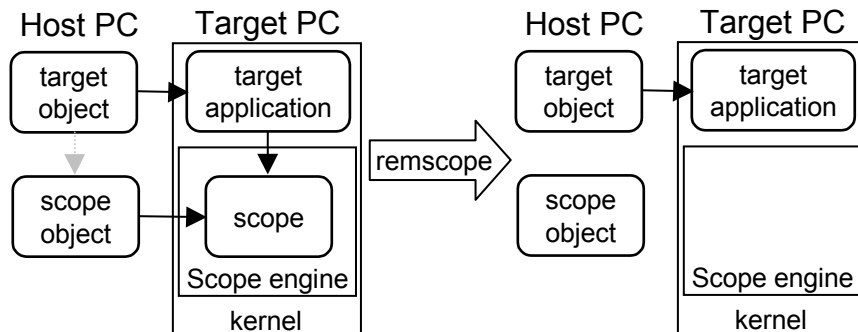 Host PC
Target PC
target
object
target
application
scope
object
scope
Scope engine
kernel
remscope
Host PC
Target PC
target
object
target
application
scope
object
Scope engine
kernel